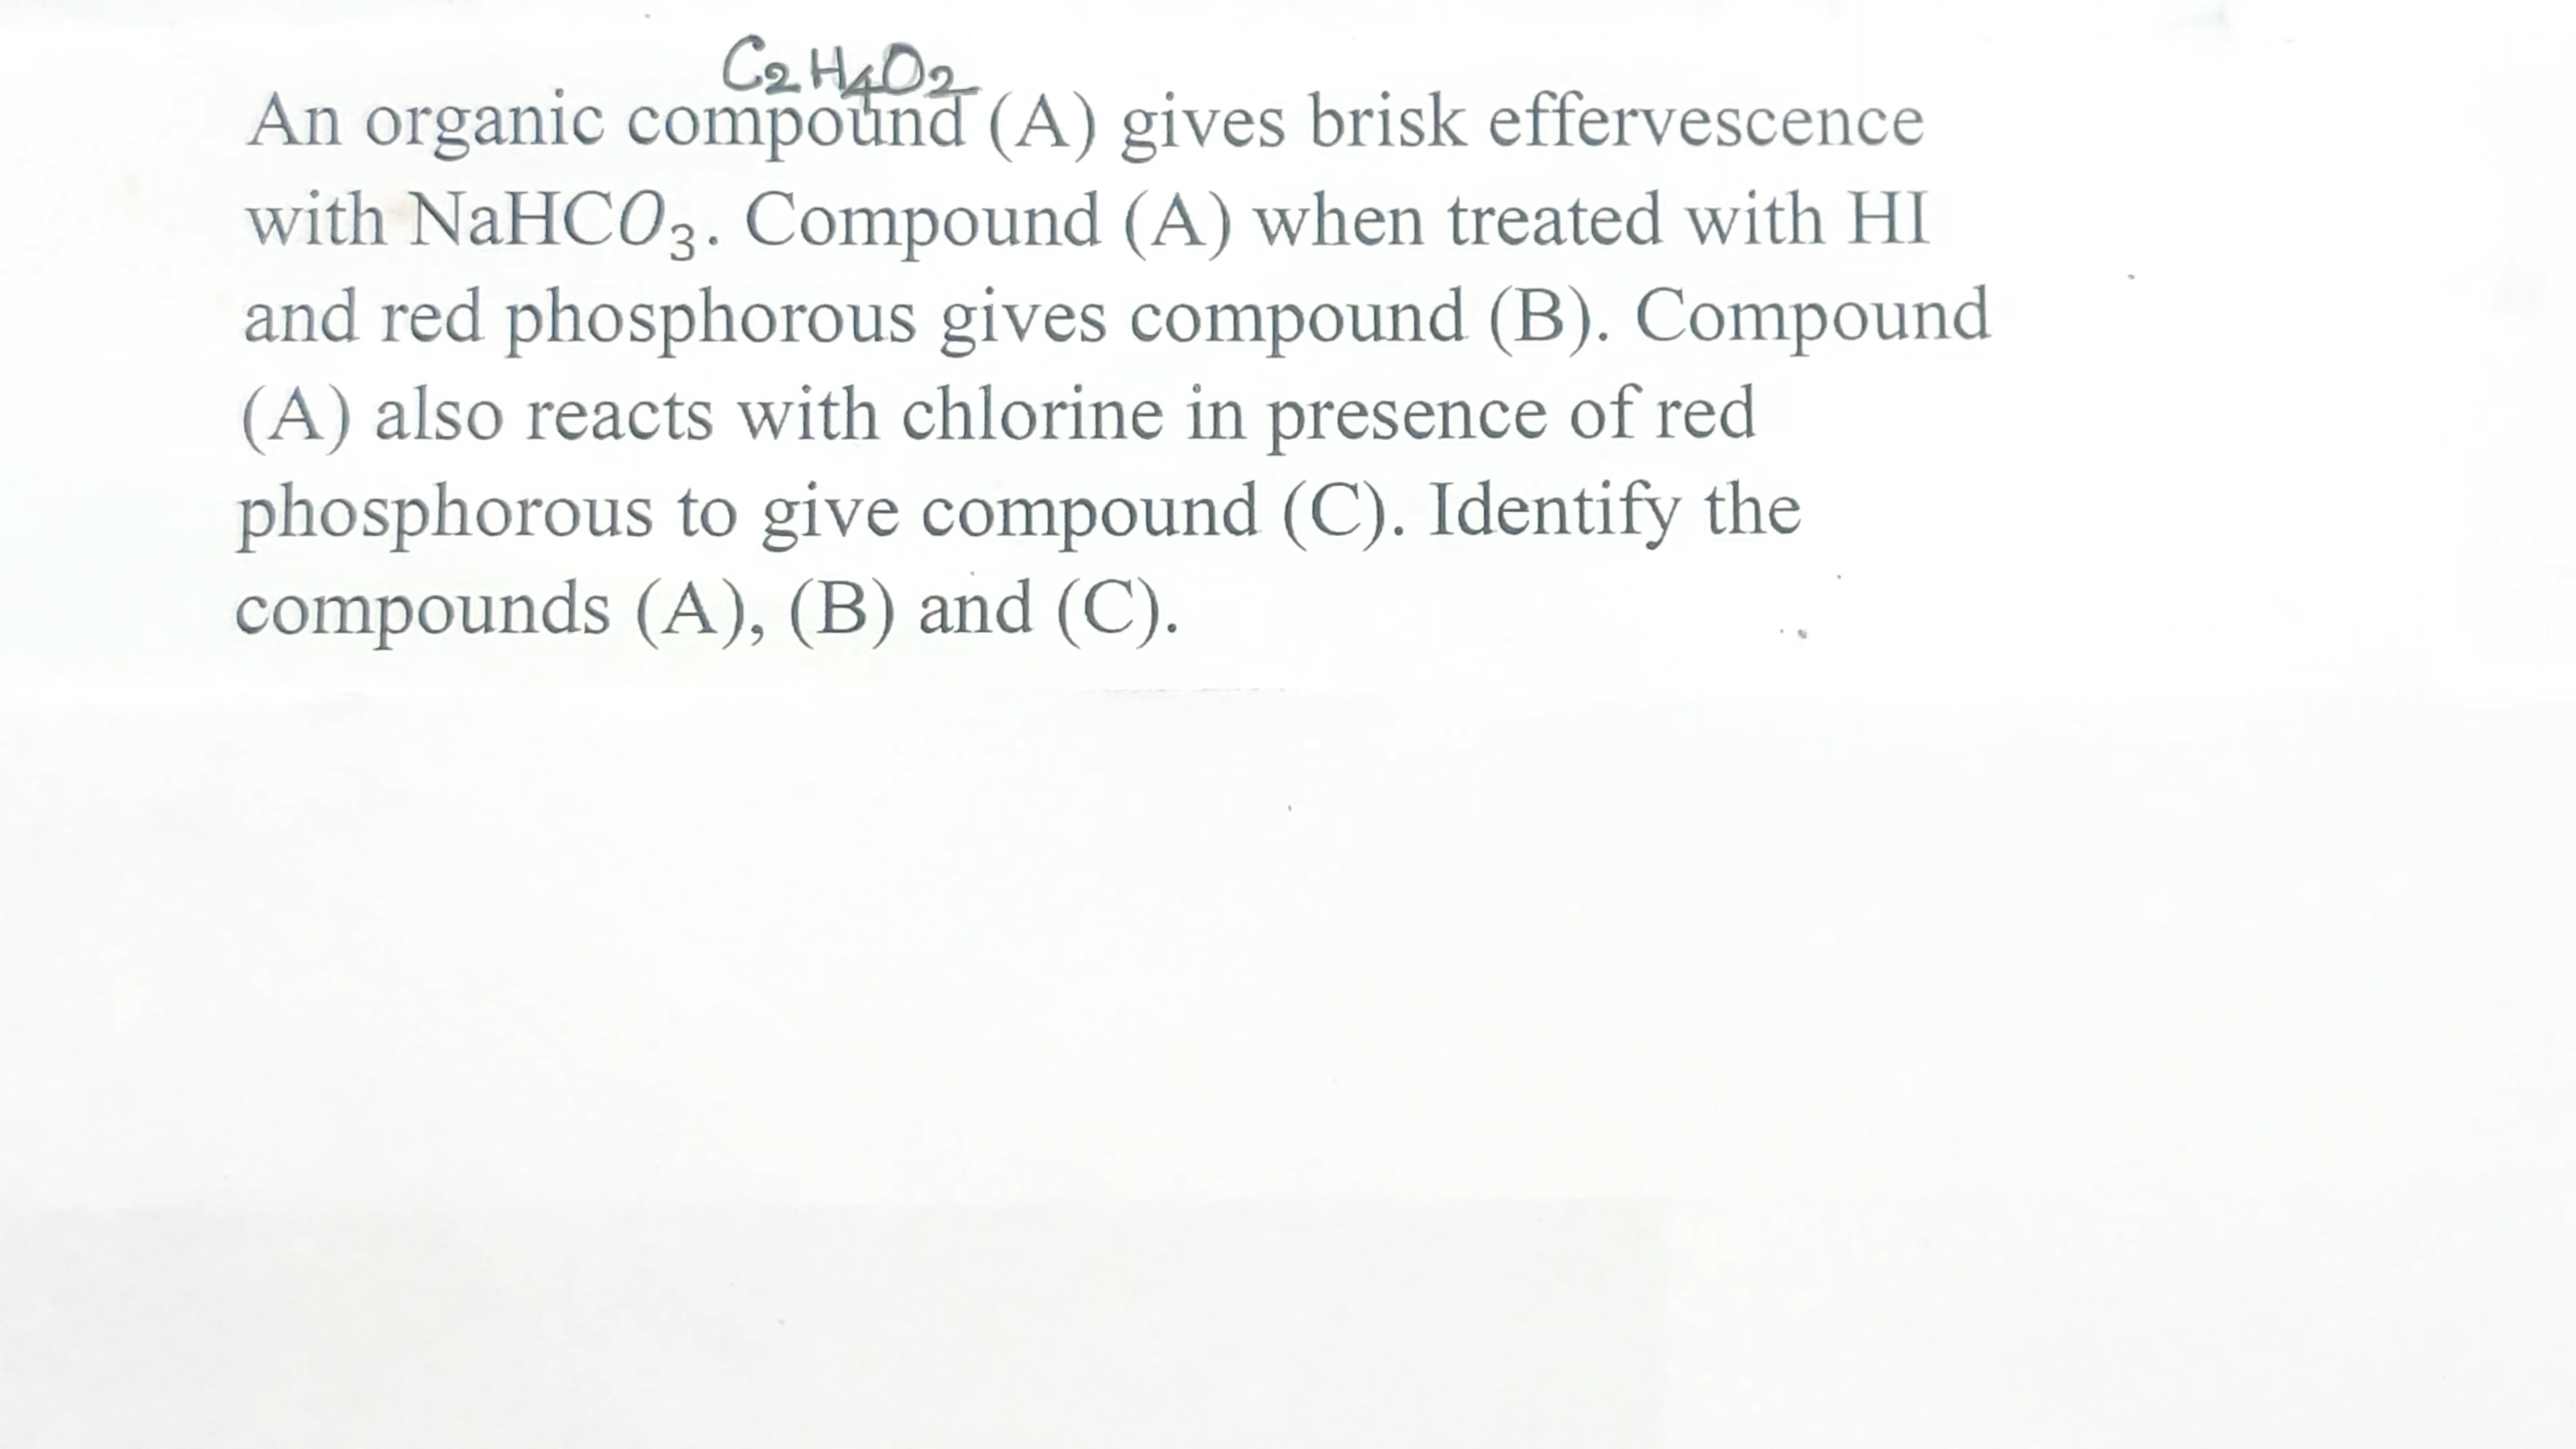 C2H4O2
An organic compound (A) gives brisk effervescence
with NaHCO3. Compound (A) when treated with HI
and red phosphorous gives compound (B). Compound
(A) also reacts with chlorine in presence of red
phosphorous to give compound (C). Identify the
compounds (A), (B) and (C).